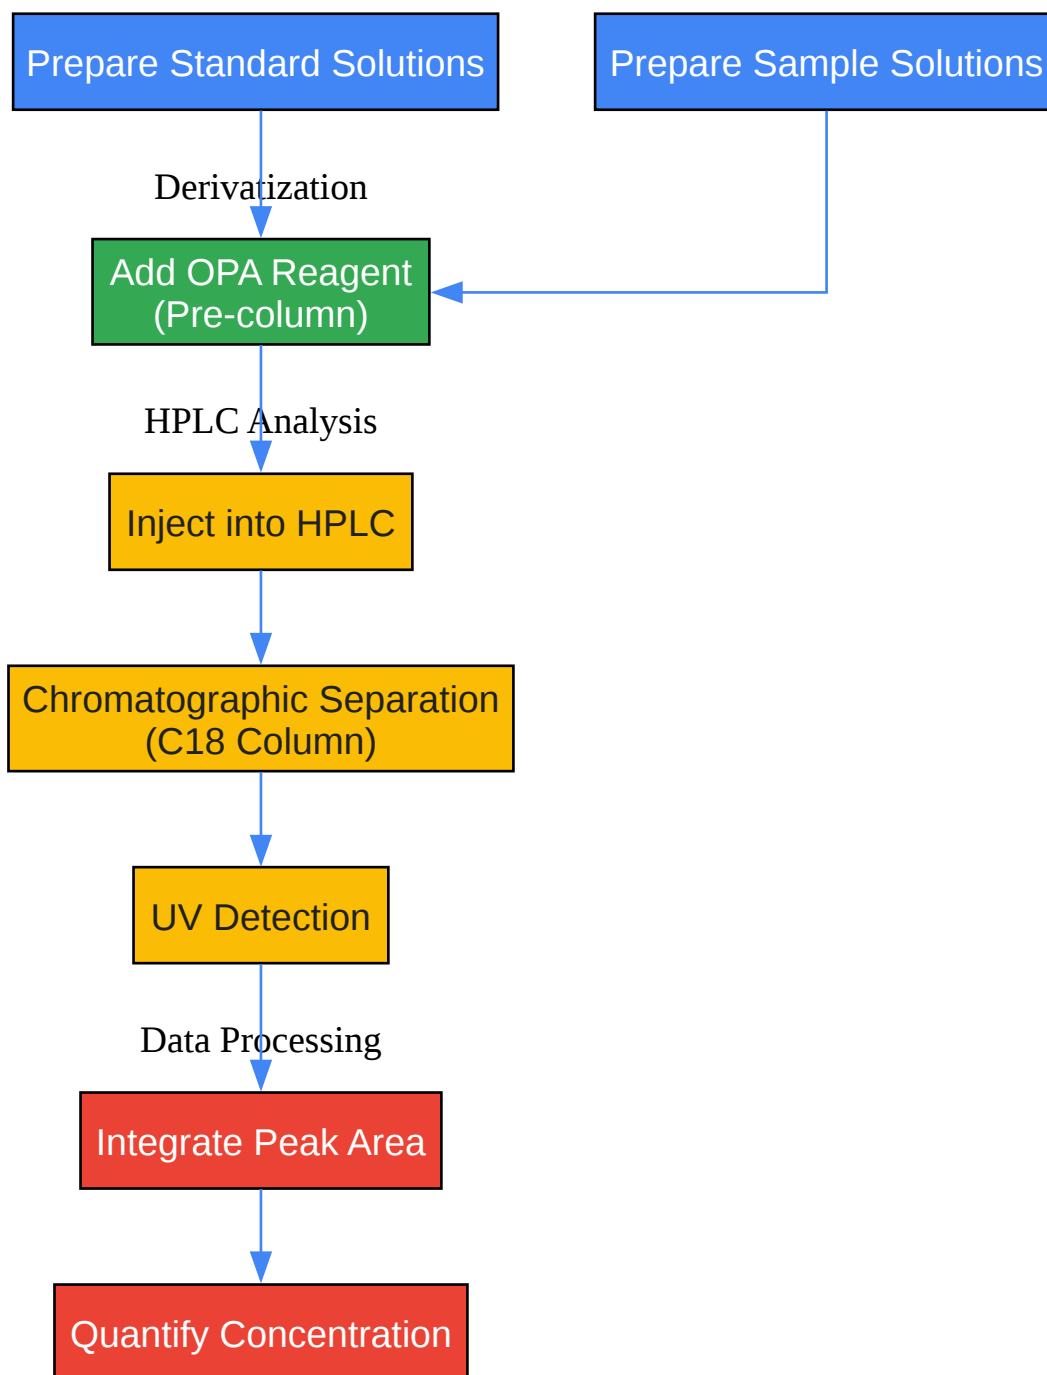 Prepare Standard Solutions
Prepare Sample Solutions
Derivatization
Add OPA Reagent
(Pre-column)
HPLC Analysis
Inject into HPLC
Chromatographic Separation
(C18 Column)
UV Detection
Data Processing
Integrate Peak Area
Quantify Concentration